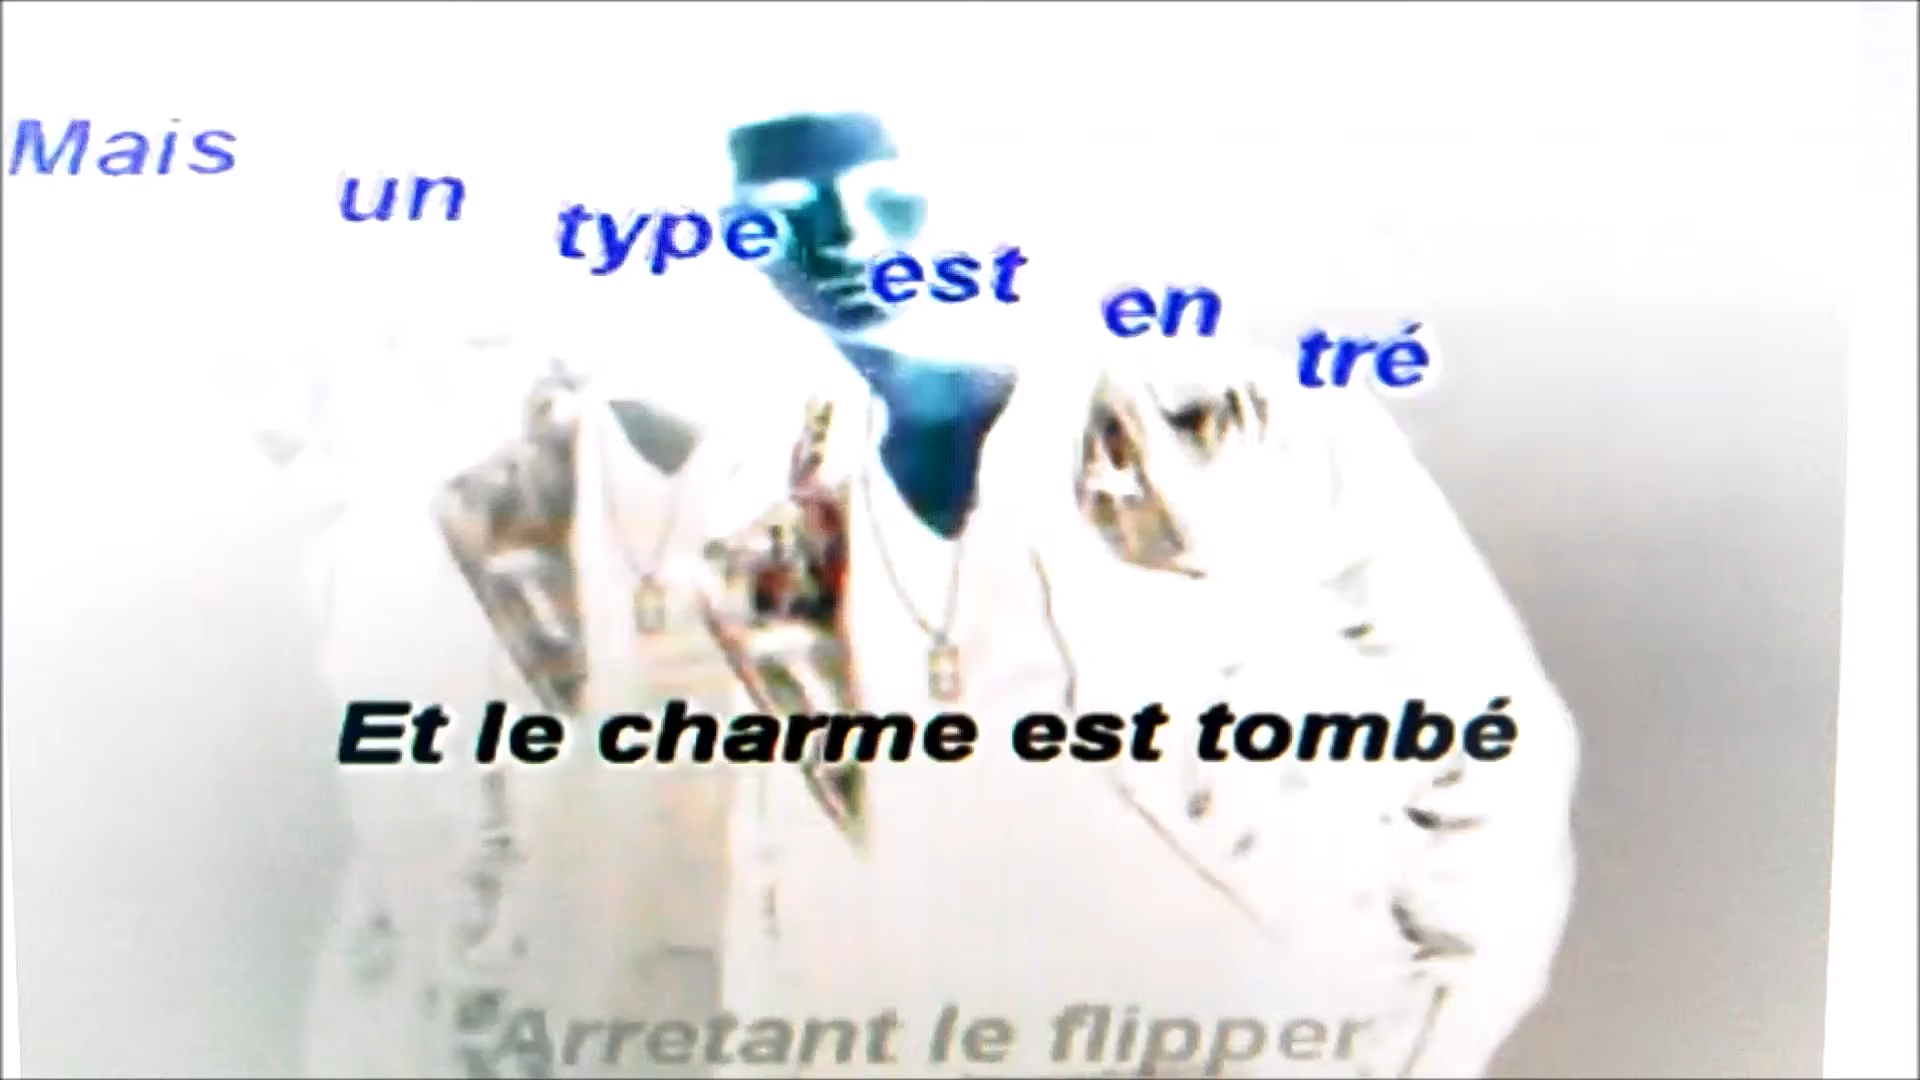 Mais un type est en tré
Et le charme est tombé
Arretant le flipper